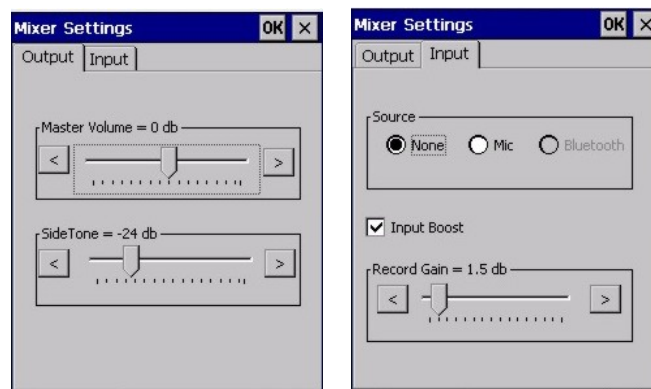 Mixer Settings OK ×
Output Input
Master Volume = 0 db
< >
SideTone = -24 db
< >
Mixer Settings OK ×
Output Input
Source
None Mic Bluetooth
Input Boost
Record Gain = 1.5 db
< >